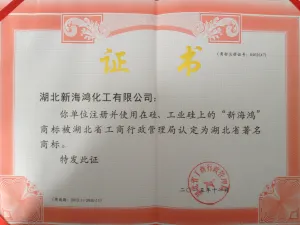 证 书
湖北新海鸿化工有限公司:
你单位注册并使用在硅、工业硅上的“新海鸿”
商标被湖北省工商行政管理局认定为湖北省著名
商标。
特发此证